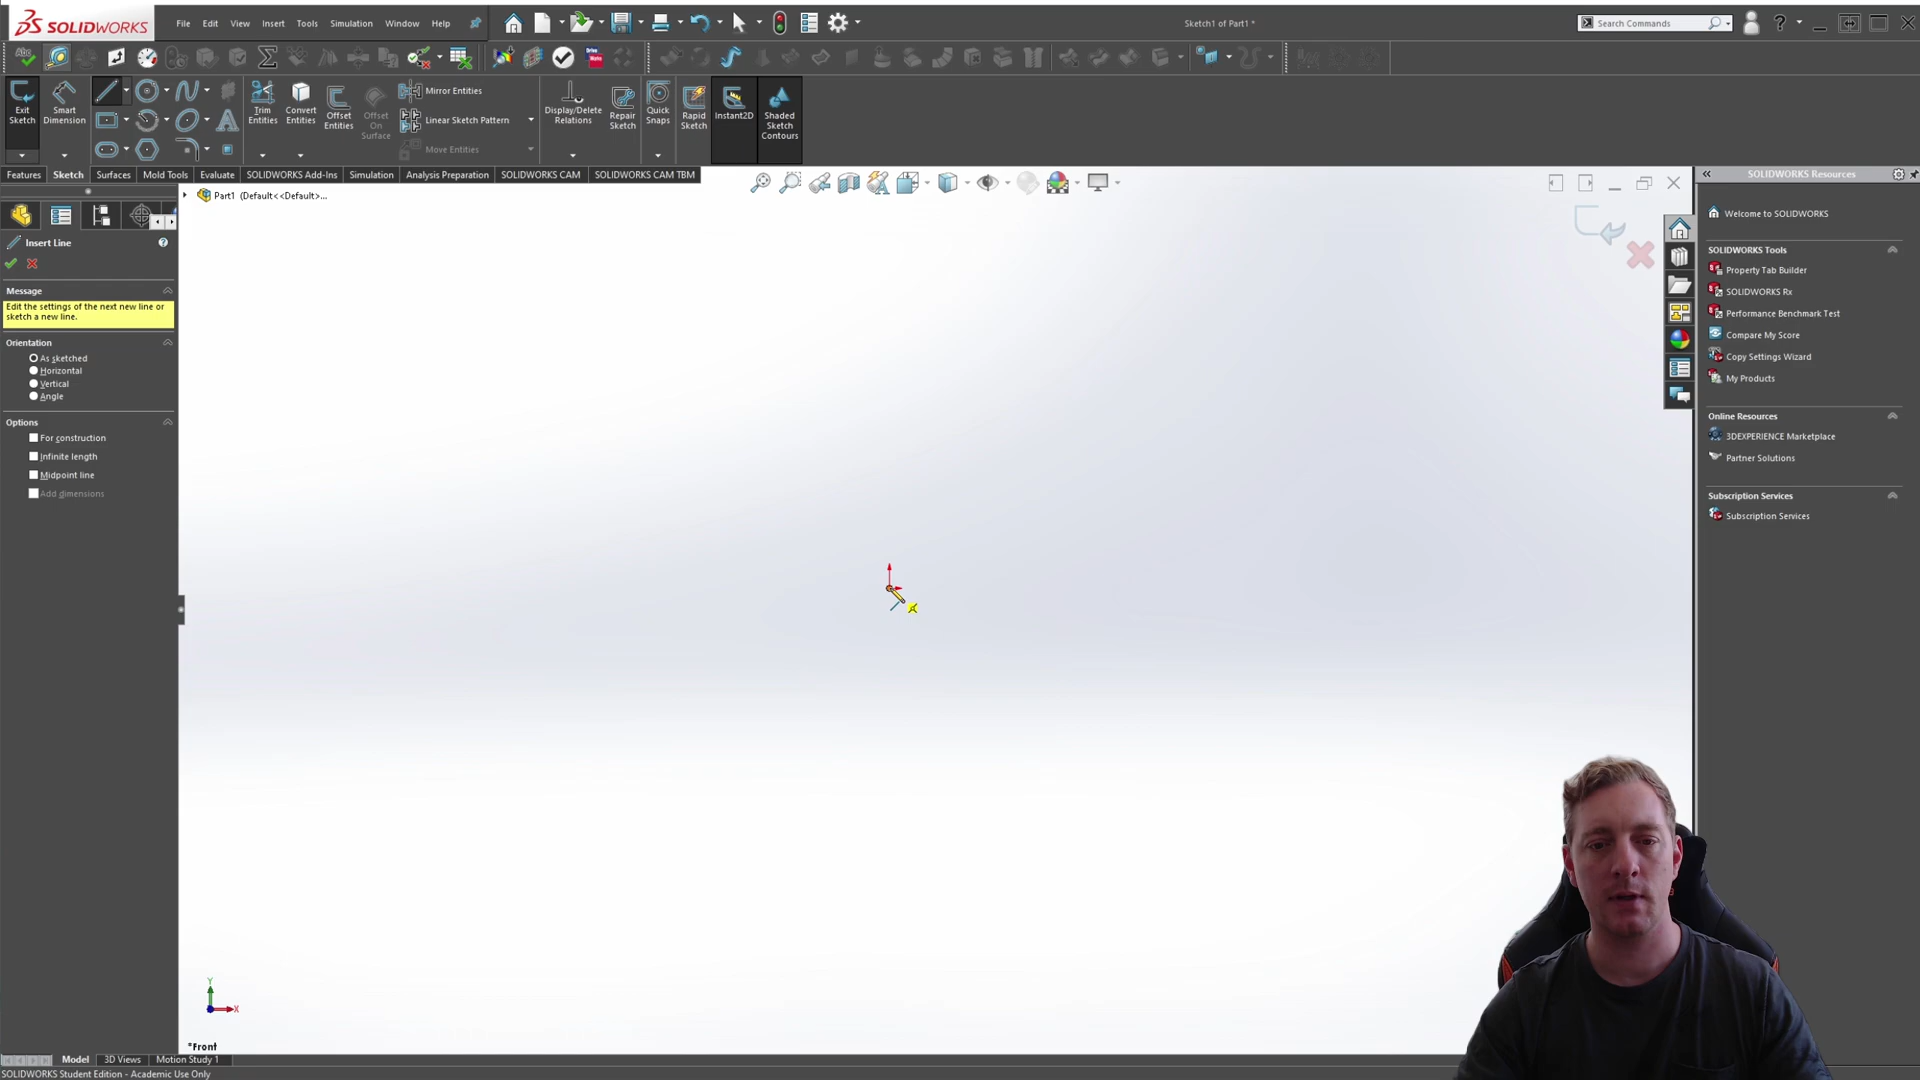 SOLIDWORKS
File Edit View Insert Tools Simulation Window Help
Sketch1 of Part1 *
Search Commands
Exit Sketch
Smart Dimension
Trim Entities
Convert Entities
Offset Entities
Offset On Surface
Mirror Entities
Linear Sketch Pattern
Move Entities
Display/Delete Relations
Repair Sketch
Quick Snaps
Rapid Sketch
Instant2D
Shaded Sketch Contours
Features Sketch Surfaces Mold Tools Evaluate SOLIDWORKS Add-Ins Simulation Analysis Preparation SOLIDWORKS CAM SOLIDWORKS CAM TBM
Part1 (Default<<Default>...
Insert Line
Message
Edit the settings of the next new line or
sketch a new line.
Orientation
As sketched
Horizontal
Vertical
Angle
Options
For construction
Infinite length
Midpoint line
Add dimensions
SOLIDWORKS Resources
Welcome to SOLIDWORKS
SOLIDWORKS Tools
Property Tab Builder
SOLIDWORKS Rx
Performance Benchmark Test
Compare My Score
Copy Settings Wizard
My Products
Online Resources
3DEXPERIENCE Marketplace
Partner Solutions
Subscription Services
Subscription Services
Y
X
*Front
Model 3D Views Motion Study 1
SOLIDWORKS Student Edition - Academic Use Only